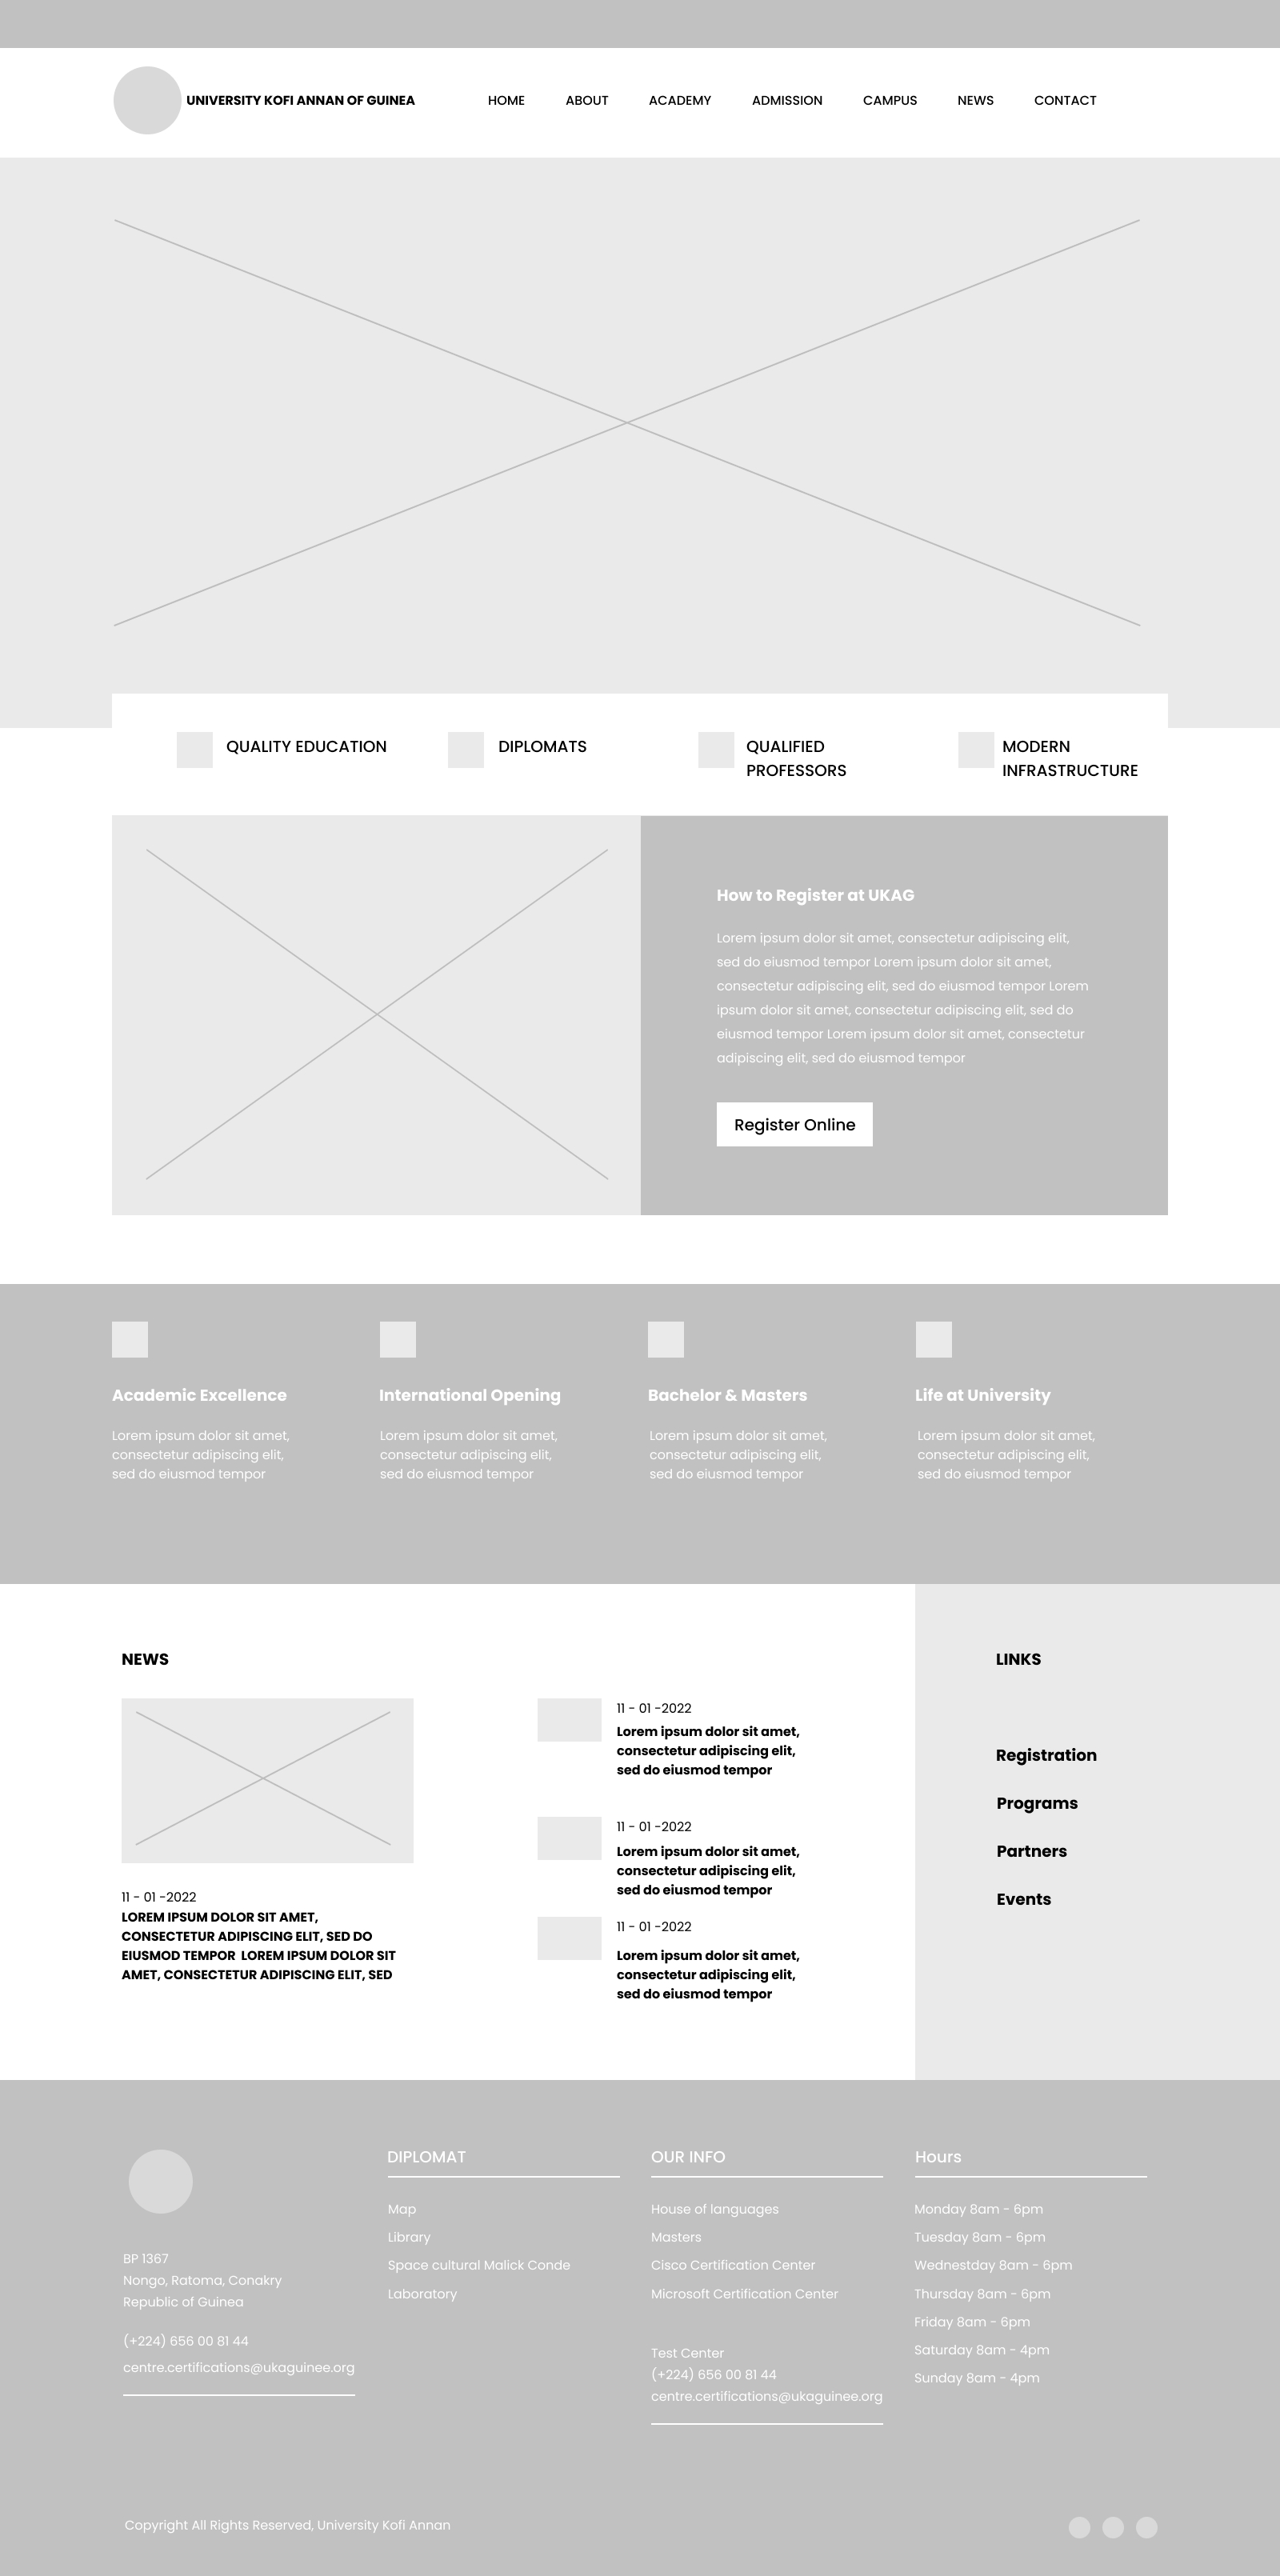 UNIVERSITY KOFI ANNAN OF GUINEA
HOME
ABOUT
ACADEMY
ADMISSION
CAMPUS
NEWS
CONTACT
QUALITY EDUCATION
DIPLOMATS
QUALIFIED
PROFESSORS
MODERN
INFRASTRUCTURE
How to Register at UKAG
Lorem ipsum dolor sit amet, consectetur adipiscing elit,
sed do eiusmod tempor Lorem ipsum dolor sit amet,
consectetur adipiscing elit, sed do eiusmod tempor Lorem
ipsum dolor sit amet, consectetur adipiscing elit, sed do
eiusmod tempor Lorem ipsum dolor sit amet, consectetur
adipiscing elit, sed do eiusmod tempor
Register Online
Academic Excellence
Lorem ipsum dolor sit amet,
consectetur adipiscing elit,
sed do eiusmod tempor
International Opening
Lorem ipsum dolor sit amet,
consectetur adipiscing elit,
sed do eiusmod tempor
Bachelor & Masters
Lorem ipsum dolor sit amet,
consectetur adipiscing elit,
sed do eiusmod tempor
Life at University
Lorem ipsum dolor sit amet,
consectetur adipiscing elit,
sed do eiusmod tempor
NEWS
11 - 01 -2022
LOREM IPSUM DOLOR SIT AMET,
CONSECTETUR ADIPISCING ELIT, SED DO
EIUSMOD TEMPOR  LOREM IPSUM DOLOR SIT
AMET, CONSECTETUR ADIPISCING ELIT, SED
11 - 01 -2022
Lorem ipsum dolor sit amet,
consectetur adipiscing elit,
sed do eiusmod tempor
11 - 01 -2022
Lorem ipsum dolor sit amet,
consectetur adipiscing elit,
sed do eiusmod tempor
11 - 01 -2022
Lorem ipsum dolor sit amet,
consectetur adipiscing elit,
sed do eiusmod tempor
LINKS
Registration
Programs
Partners
Events
BP 1367
Nongo, Ratoma, Conakry
Republic of Guinea
(+224) 656 00 81 44
centre.certifications@ukaguinee.org
DIPLOMAT
Map
Library
Space cultural Malick Conde
Laboratory
OUR INFO
House of languages
Masters
Cisco Certification Center
Microsoft Certification Center
Test Center
(+224) 656 00 81 44
centre.certifications@ukaguinee.org
Hours
Monday 8am - 6pm
Tuesday 8am - 6pm
Wednestday 8am - 6pm
Thursday 8am - 6pm
Friday 8am - 6pm
Saturday 8am - 4pm
Sunday 8am - 4pm
Copyright All Rights Reserved, University Kofi Annan